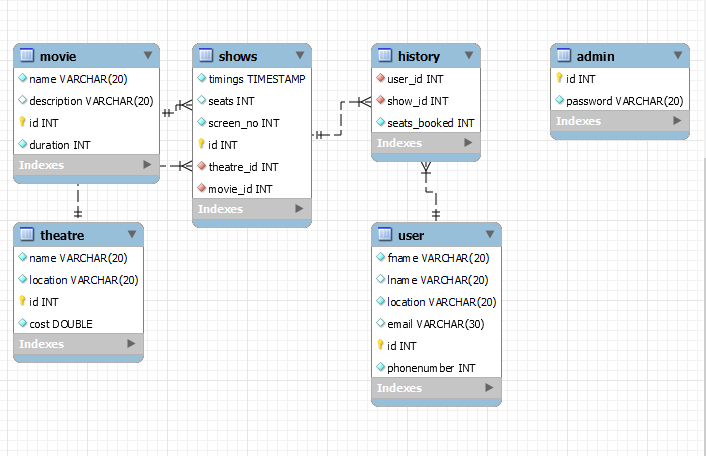 movie
name VARCHAR(20)
description VARCHAR(20)
id INT
duration INT
Indexes
shows
timings TIMESTAMP
seats INT
screen_no INT
id INT
theatre_id INT
movie_id INT
Indexes
history
user_id INT
show_id INT
seats_booked INT
Indexes
admin
id INT
password VARCHAR(20)
Indexes
theatre
name VARCHAR(20)
location VARCHAR(20)
id INT
cost DOUBLE
Indexes
user
fname VARCHAR(20)
lname VARCHAR(20)
location VARCHAR(20)
email VARCHAR(30)
id INT
phonenumber INT
Indexes